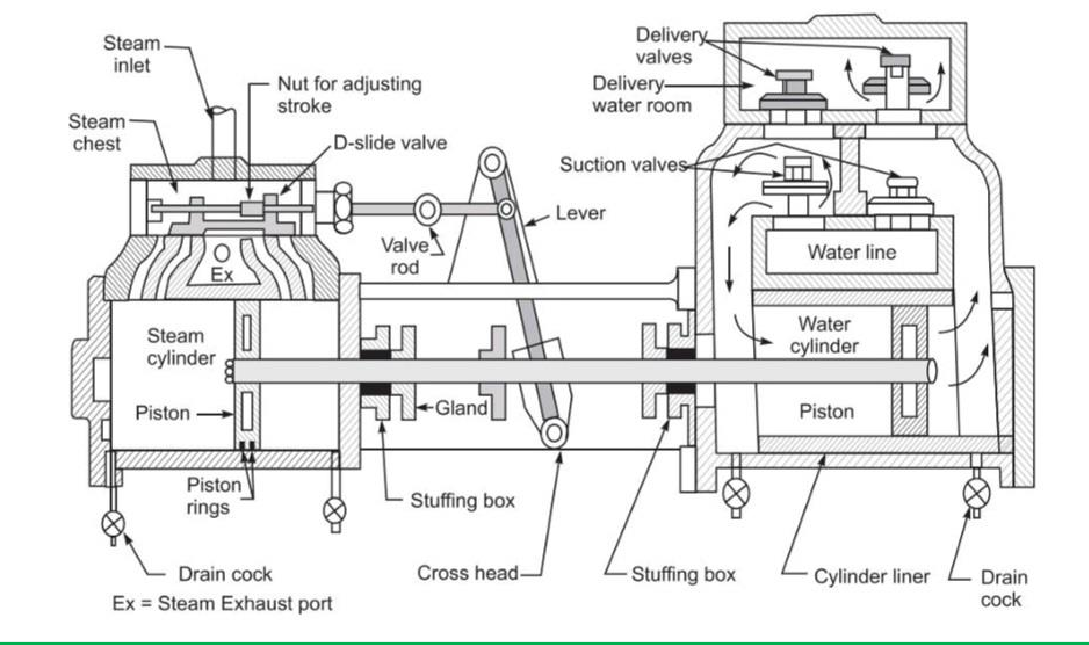 Steam
inlet
Nut for adjusting
stroke
Steam
chest
D-slide valve
Delivery
valves
Delivery
water room
Suction valves
Lever
Valve
rod
Ex
Water line
Steam
cylinder
Water
cylinder
Piston
Gland
Piston
Piston
rings
Stuffing box
Drain cock
Cross head
Stuffing box
Cylinder liner
Drain
cock
Ex = Steam Exhaust port